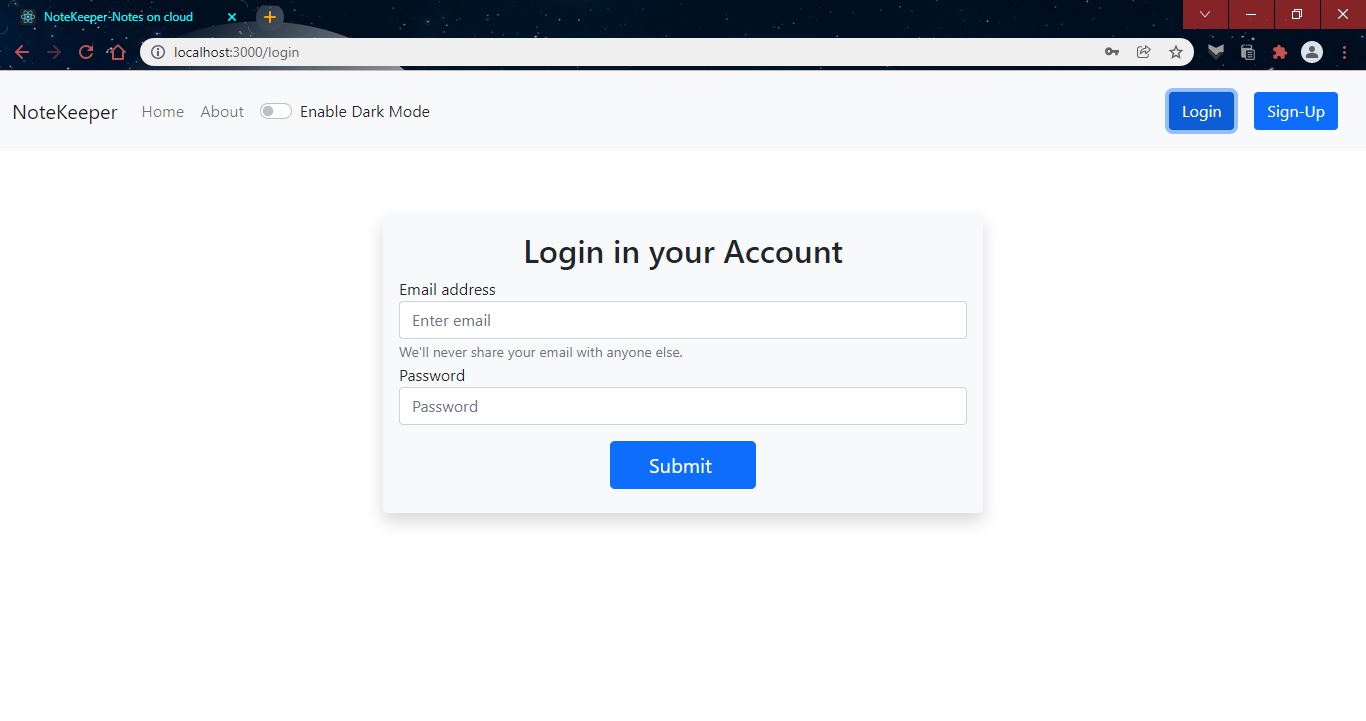 NoteKeeper-Notes on cloud
localhost:3000/login
NoteKeeper Home About Enable Dark Mode Login Sign-Up
Login in your Account
Email address
Enter email
We'll never share your email with anyone else.
Password
Password
Submit